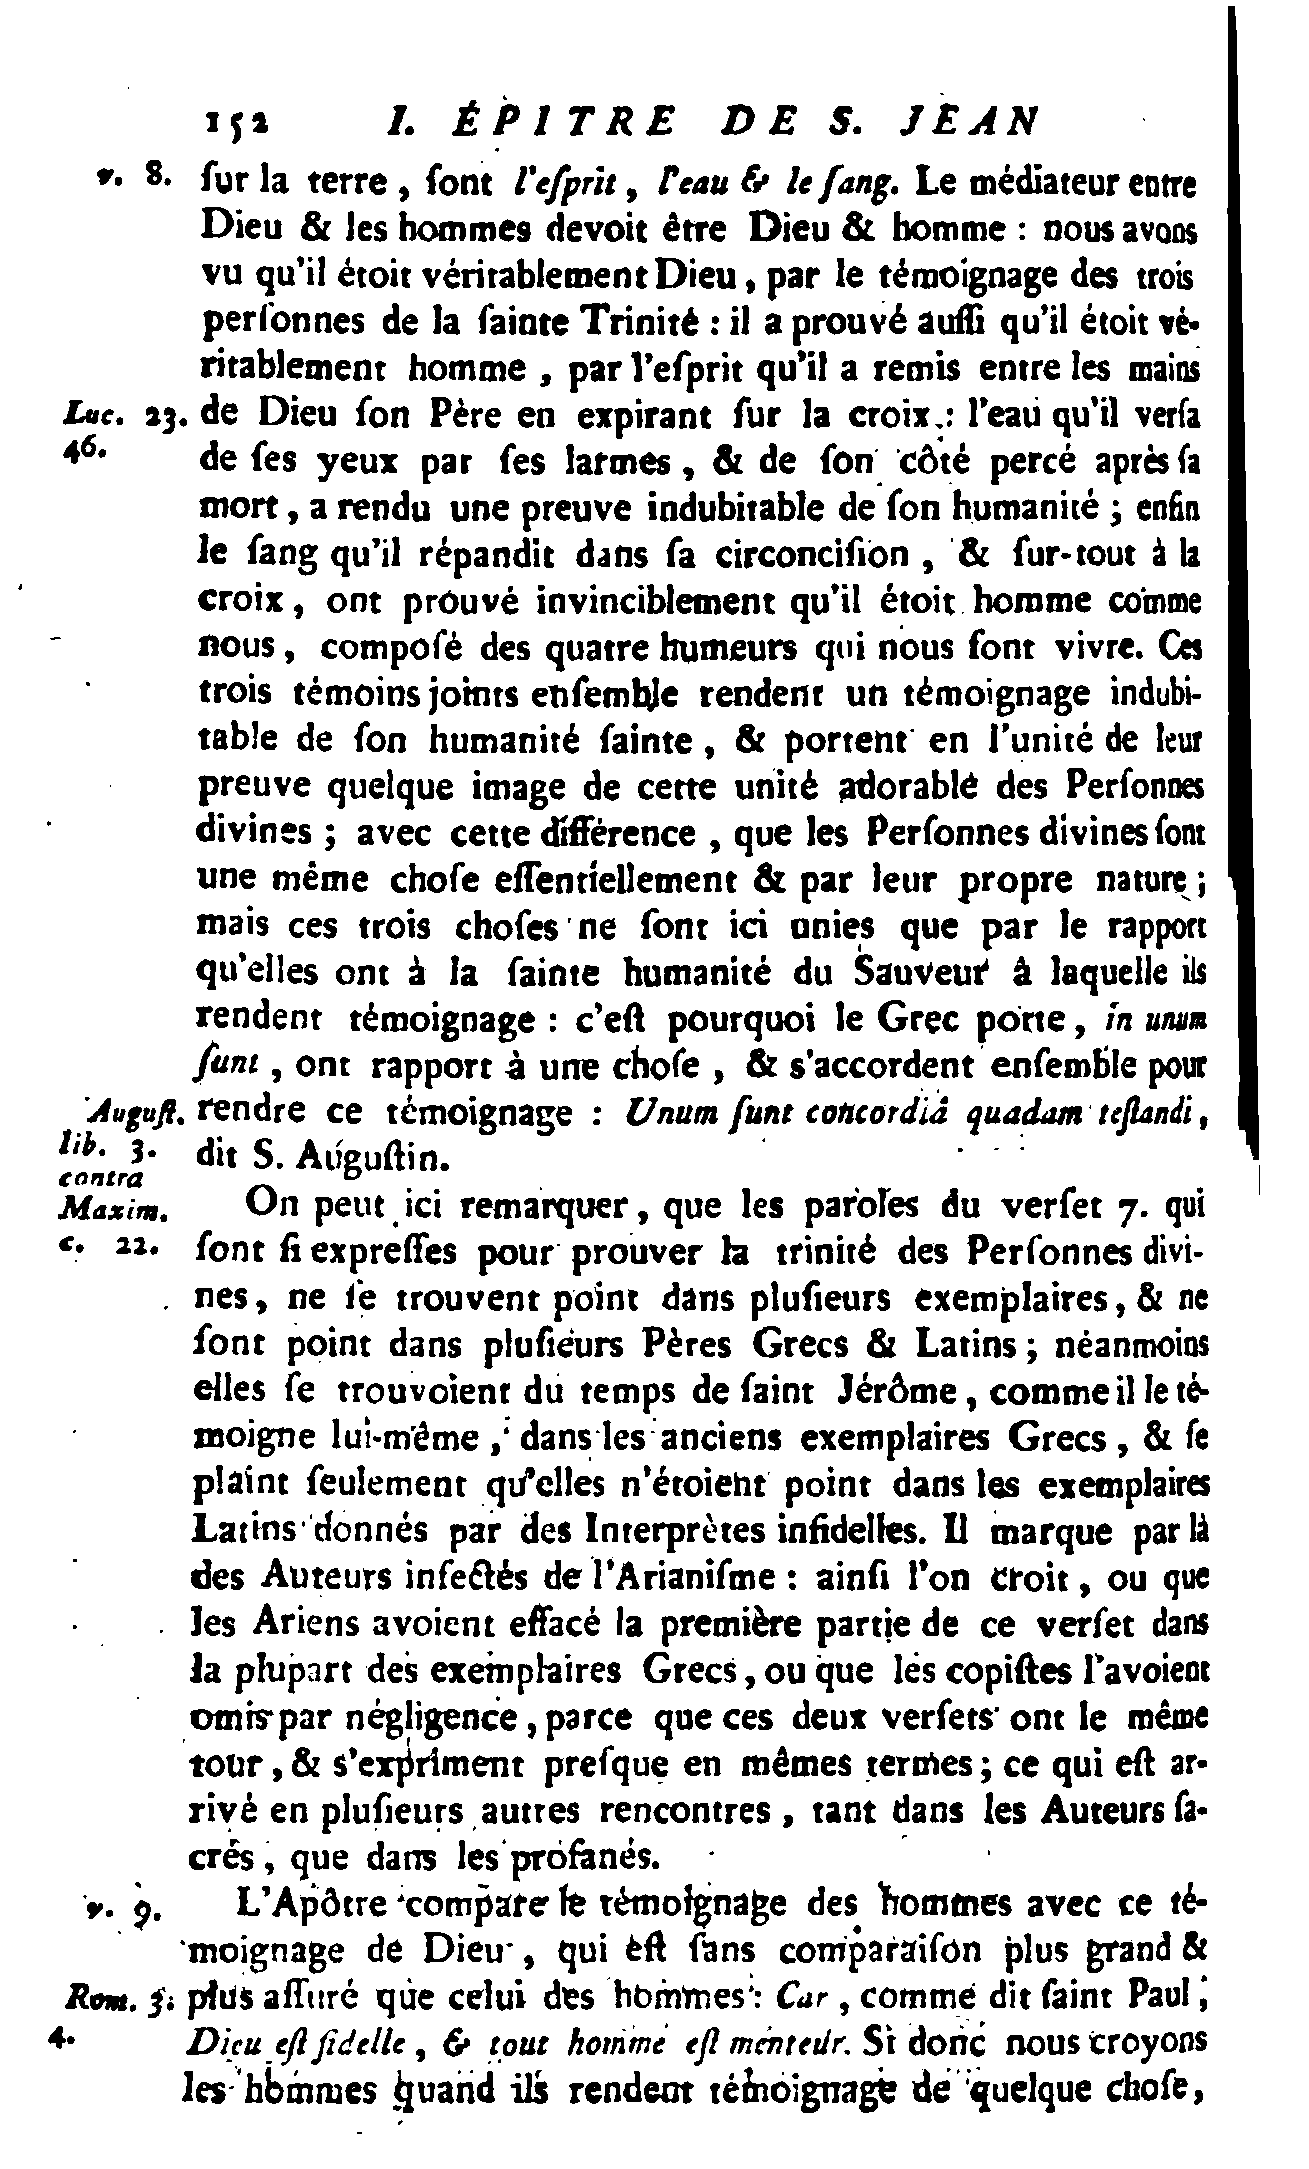 152 I. ÉPITRE DE S. JEAN
v. 8. ſur la terre, ſont l'eſprit, l'eau & le ſang. Le médiateur entre
Dieu & les hommes devoit être Dieu & homme : nous avons
vu qu'il étoit véritablement Dieu, par le témoignage des trois
perſonnes de la ſainte Trinité : il a prouvé auſſi qu'il étoit vé-
ritablement homme, par l'eſprit qu'il a remis entre les mains
Luc. 23. de Dieu ſon Père en expirant ſur la croix : l'eau qu'il verſa
46. de ſes yeux par ſes larmes, & de ſon côté percé après ſa
mort, a rendu une preuve indubitable de ſon humanité ; enfin
le ſang qu'il répandit dans ſa circonciſion, & ſur-tout à la
croix, ont prouvé invinciblement qu'il étoit homme comme
nous, compoſé des quatre humeurs qui nous font vivre. Ces
trois témoins joints enſemble rendent un témoignage indubi-
table de ſon humanité ſainte, & portent en l'unité de leur
preuve quelque image de cette unité adorable des Perſonnes
divines ; avec cette différence, que les Perſonnes divines ſont
une même choſe eſſentiellement & par leur propre nature ;
mais ces trois choſes ne ſont ici unies que par le rapport
qu'elles ont à la ſainte humanité du Sauveur à laquelle ils
rendent témoignage : c'eſt pourquoi le Grec porte, in unum
ſunt, ont rapport à une choſe, & s'accordent enſemble pour
Auguſt. rendre ce témoignage : Unum ſunt concordiâ quadam teſtandi,
lib. 3. dit S. Auguſtin.
contra
Maxim. On peut ici remarquer, que les paroles du verſet 7. qui
c. 22. ſont ſi expreſſes pour prouver la trinité des Perſonnes divi-
nes, ne ſe trouvent point dans pluſieurs exemplaires, & ne
ſont point dans pluſieurs Pères Grecs & Latins ; néanmoins
elles ſe trouvoient du temps de ſaint Jérôme, comme il le té-
moigne lui-même, dans les anciens exemplaires Grecs, & ſe
plaint ſeulement qu'elles n'étoient point dans les exemplaires
Latins donnés par des Interprètes infidelles. Il marque par là
des Auteurs infectés de l'Arianiſme : ainſi l'on croit, ou que
les Ariens avoient effacé la première partie de ce verſet dans
la plupart des exemplaires Grecs, ou que les copiſtes l'avoient
omis par négligence, parce que ces deux verſets ont le même
tour, & s'expriment preſque en mêmes termes ; ce qui eſt ar-
rivé en pluſieurs autres rencontres, tant dans les Auteurs ſa-
crés, que dans les profanés.
v. 9. L'Apôtre compare le témoignage des hommes avec ce té-
moignage de Dieu, qui eſt ſans comparaiſon plus grand &
Rom. 3. plus aſſuré que celui des hommes : Car, comme dit ſaint Paul,
4. Dieu eſt fidelle, & tout homme eſt menteur. Si donc nous croyons
les hommes quand ils rendent témoignage de quelque choſe,